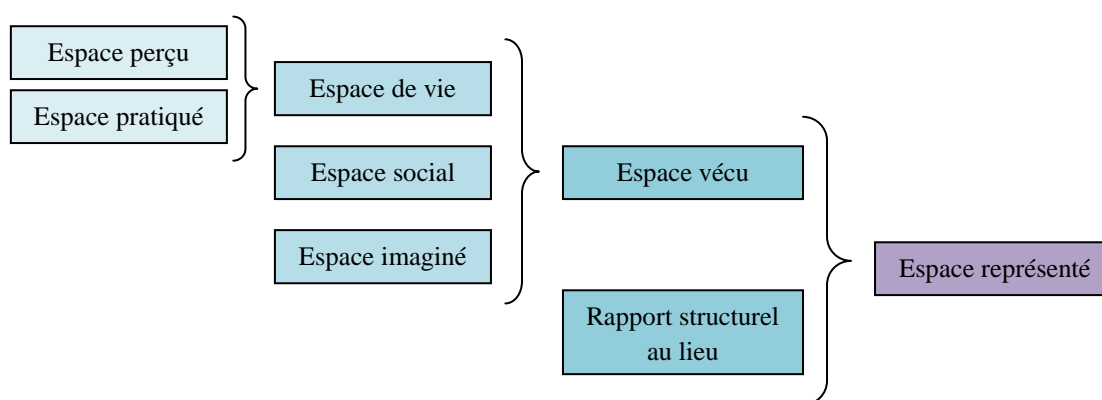 Espace perçu
Espace pratiqué
Espace de vie
Espace social
Espace imaginé
Espace vécu
Rapport structurel
au lieu
Espace représenté